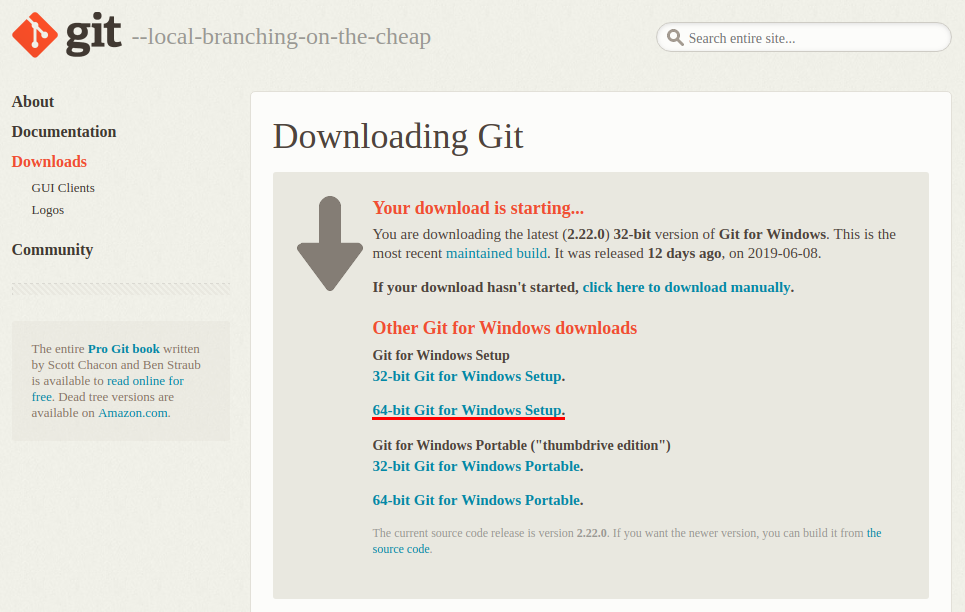 git --local-branching-on-the-cheap
Search entire site...
About
Documentation
Downloads
GUI Clients
Logos
Community
The entire Pro Git book written
by Scott Chacon and Ben Straub
is available to read online for
free. Dead tree versions are
available on Amazon.com.
Downloading Git
Your download is starting...
You are downloading the latest (2.22.0) 32-bit version of Git for Windows. This is the
most recent maintained build. It was released 12 days ago, on 2019-06-08.
If your download hasn't started, click here to download manually.
Other Git for Windows downloads
Git for Windows Setup
32-bit Git for Windows Setup.
64-bit Git for Windows Setup.
Git for Windows Portable ("thumbdrive edition")
32-bit Git for Windows Portable.
64-bit Git for Windows Portable.
The current source code release is version 2.22.0. If you want the newer version, you can build it from the
source code.